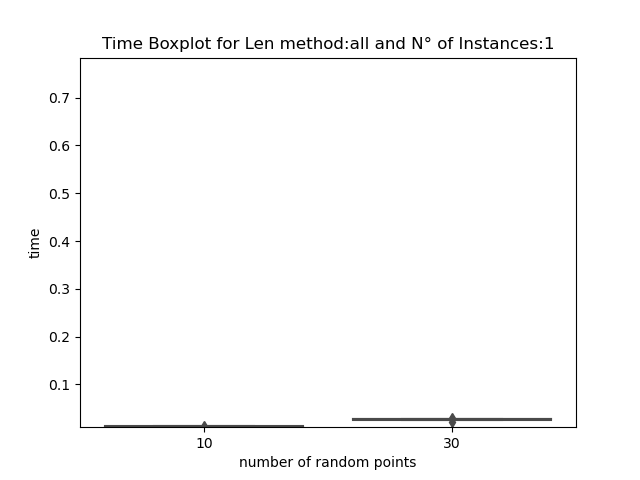 Time Boxplot for Len method:all and N° of Instances:1
0.7
0.6
0.5
0.4
0.3
0.2
0.1
time
10 30
number of random points